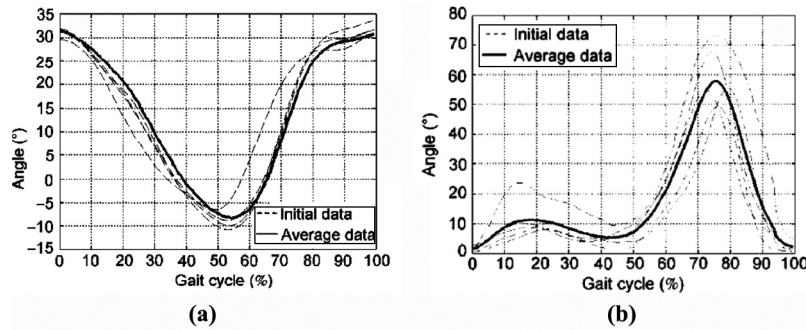 35
30
25
20
15
10
5
0
−5
−10
−15
Angle (°)
0 10 20 30 40 50 60 70 80 90 100
Gait cycle (%)
Initial data
Average data
(a)
80
70
60
50
40
30
20
10
0
Angle (°)
0 10 20 30 40 50 60 70 80 90 100
Gait cycle (%)
Initial data
Average data
(b)